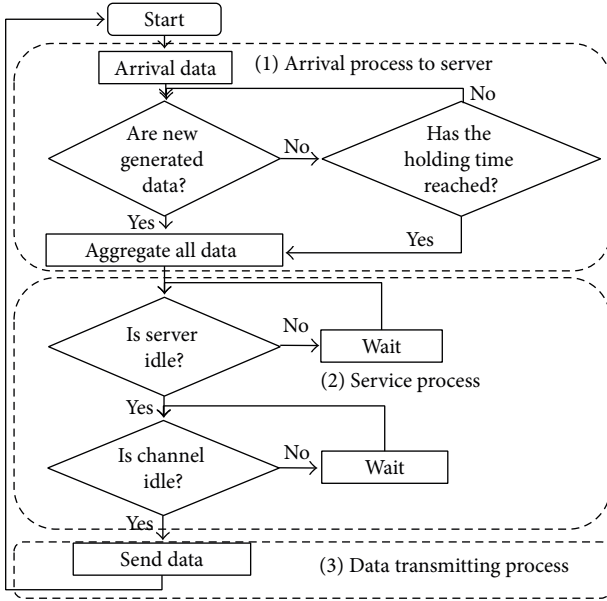 Start
Arrival data
(1) Arrival process to server
No
Are new
generated
data?
No
Has the
holding time
reached?
Yes
Yes
Aggregate all data
Is server
idle?
No
Wait
(2) Service process
Yes
Is channel
idle?
No
Wait
Yes
Send data
(3) Data transmitting process